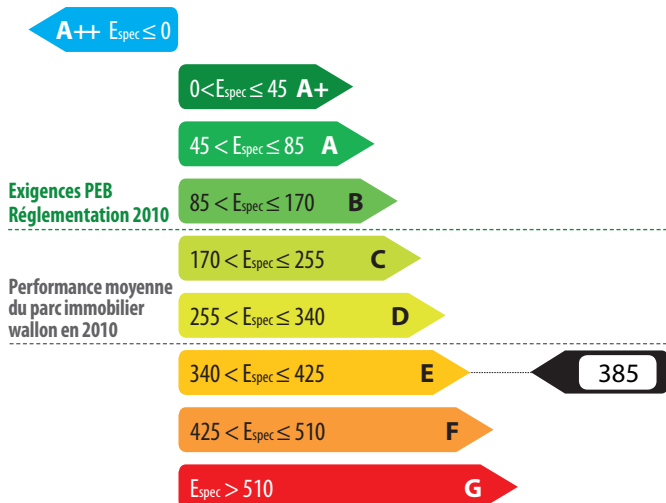 A++ Espec ≤ 0
0<Espec ≤ 45 A+
45 < Espec ≤ 85 A
Exigences PEB
Réglementation 2010
85 < Espec ≤ 170 B
170 < Espec ≤ 255 C
Performance moyenne
du parc immobilier
wallon en 2010
255 < Espec ≤ 340 D
340 < Espec ≤ 425 E
385
425 < Espec ≤ 510 F
Espec > 510 G